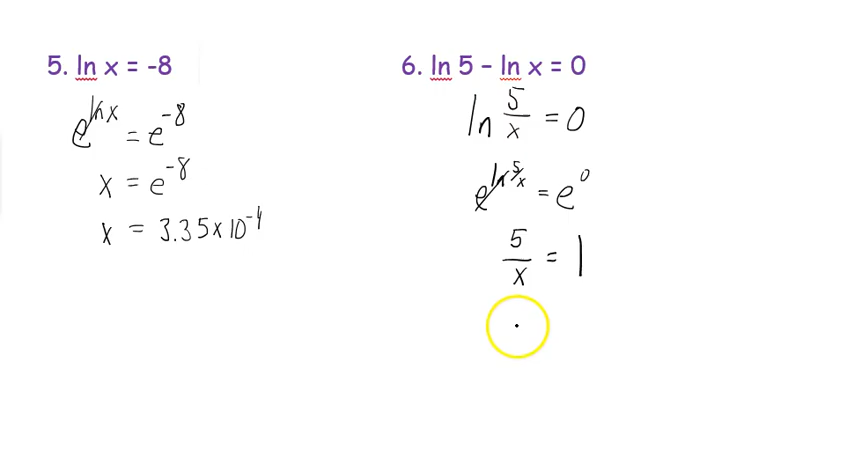 5. ln x = -8
e^ln x = e^-8
x = e^-8
x = 3.35 x 10^-4
6. ln 5 – ln x = 0
ln 5/x = 0
e^ln 5/x = e^0
5/x = 1